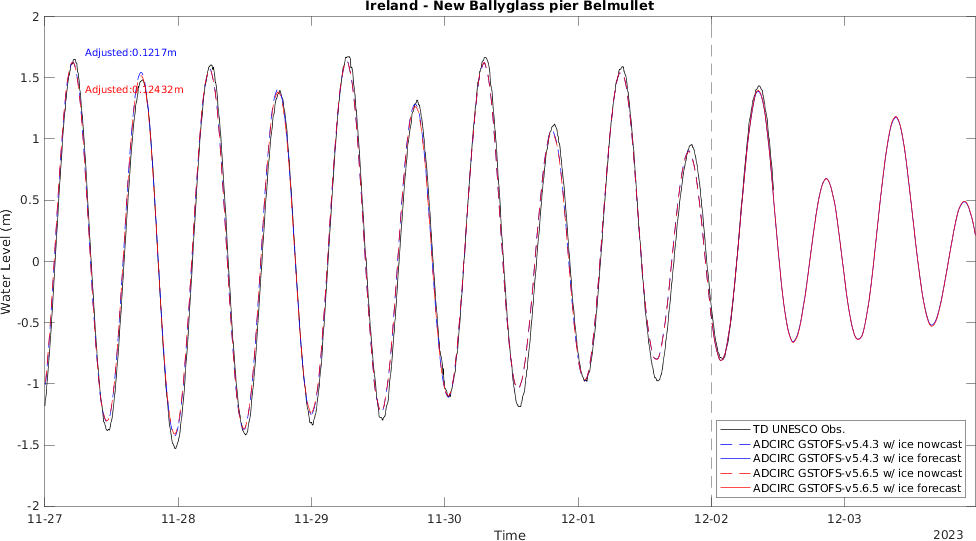 Ireland - New Ballyglass pier Belmullet
Adjusted:0.1217m
Adjusted:0.12432m
2
1.5
1
0.5
0
-0.5
-1
-1.5
-2
Water Level (m)
11-27
11-28
11-29
11-30
12-01
12-02
12-03
Time
2023
TD UNESCO Obs.
ADCIRC GSTOFS-v5.4.3 w/ ice nowcast
ADCIRC GSTOFS-v5.4.3 w/ ice forecast
ADCIRC GSTOFS-v5.6.5 w/ ice nowcast
ADCIRC GSTOFS-v5.6.5 w/ ice forecast